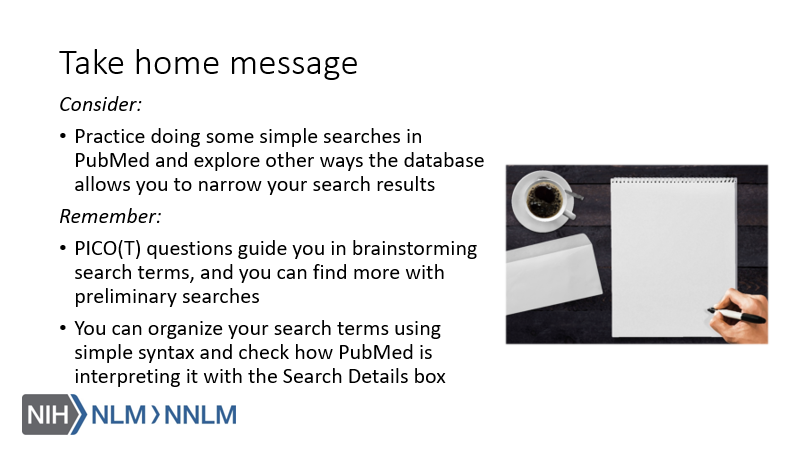 Take home message
Consider:
• Practice doing some simple searches in
PubMed and explore other ways the database
allows you to narrow your search results
Remember:
• PICO(T) questions guide you in brainstorming
search terms, and you can find more with
preliminary searches
• You can organize your search terms using
simple syntax and check how PubMed is
interpreting it with the Search Details box
NIH NLM NNLM